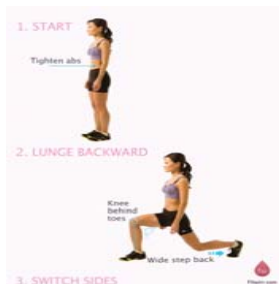 1. START
Tighten abs
2. LUNGE BACKWARD
Knee
behind
toes
Wide step back
3. SWITCH SIDES